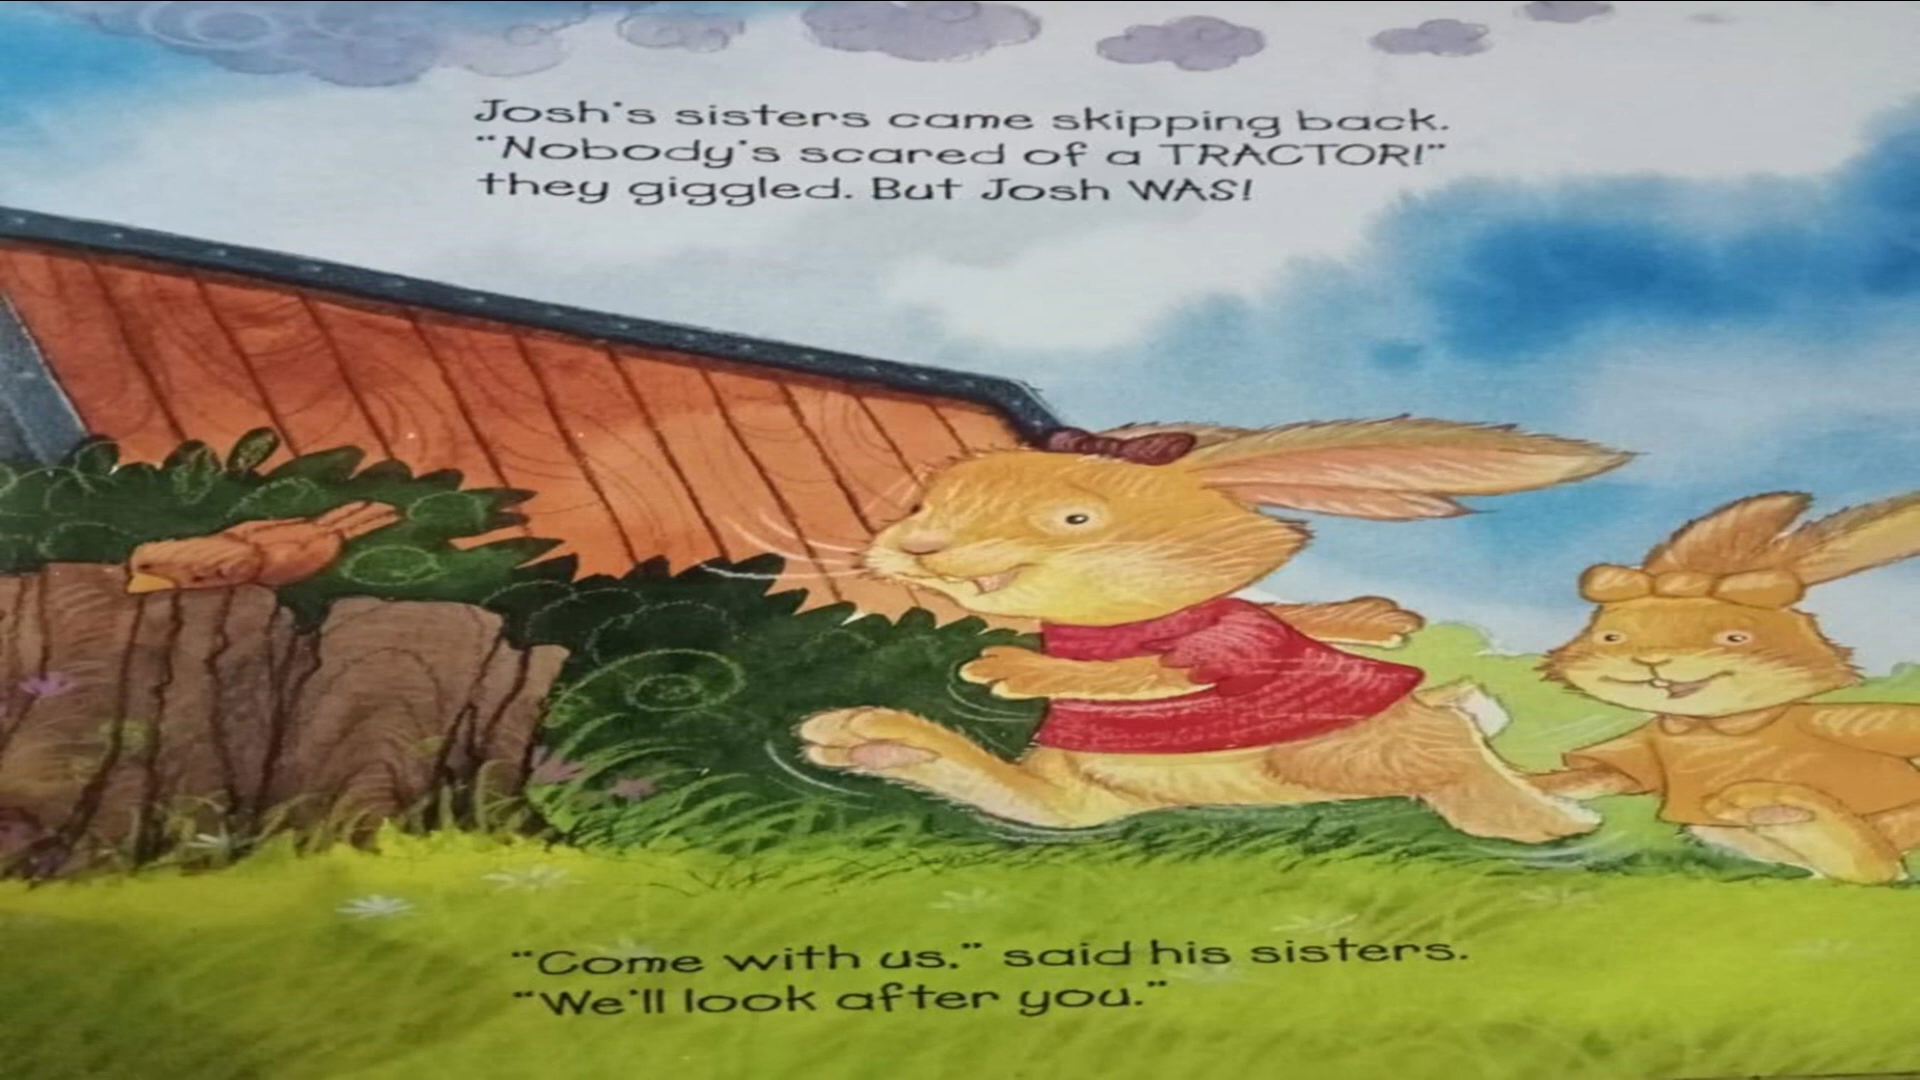 Josh's sisters came skipping back.
"Nobody's scared of a TRACTOR!"
they giggled. But Josh WAS!
"Come with us." said his sisters.
"We'll look after you."